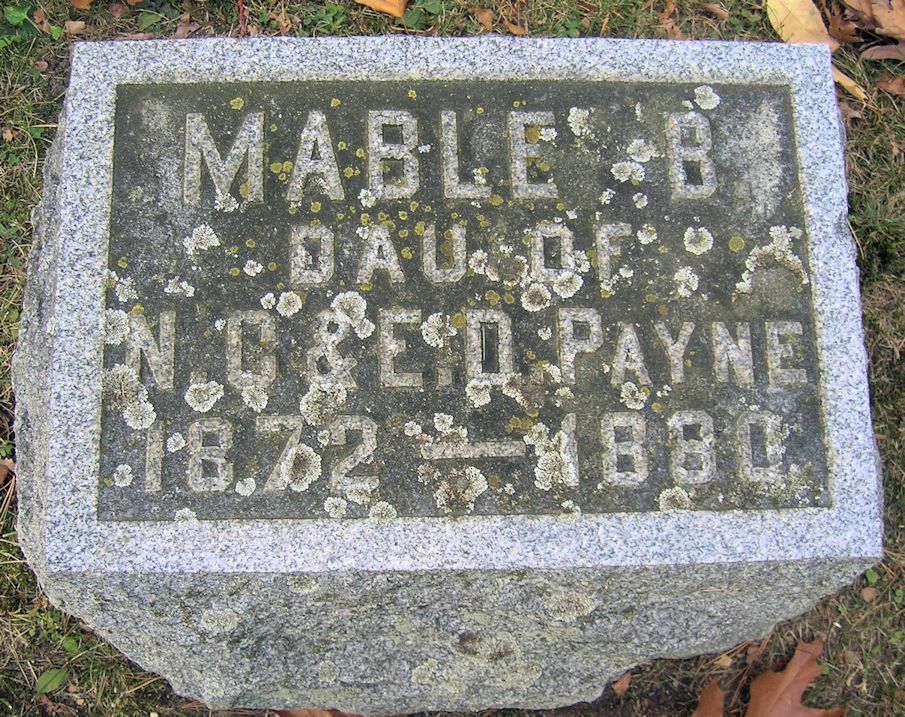 MABLE B.
DAU OF
N. C & E. D. PAYNE
1872 — 1880